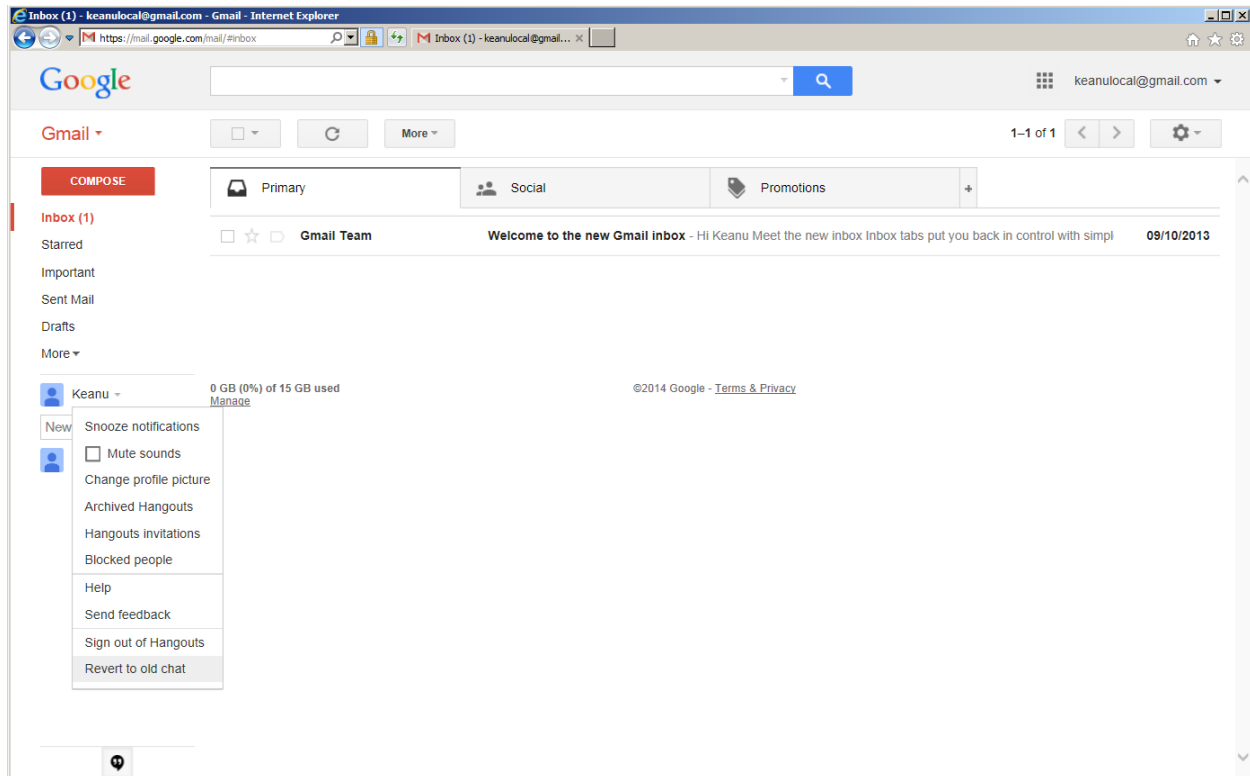 Inbox (1) - keanulocal@gmail.com - Gmail - Internet Explorer
https://mail.google.com/mail/#inbox
Inbox (1) - keanulocal@gmail...
Google
keanulocal@gmail.com
Gmail
More
1–1 of 1
COMPOSE
Primary
Social
Promotions
+
Inbox (1)
Gmail Team
Welcome to the new Gmail inbox - Hi Keanu Meet the new inbox Inbox tabs put you back in control with simpl
09/10/2013
Starred
Important
Sent Mail
Drafts
More
Keanu
0 GB (0%) of 15 GB used
Manage
©2014 Google - Terms & Privacy
New
Snooze notifications
Mute sounds
Change profile picture
Archived Hangouts
Hangouts invitations
Blocked people
Help
Send feedback
Sign out of Hangouts
Revert to old chat